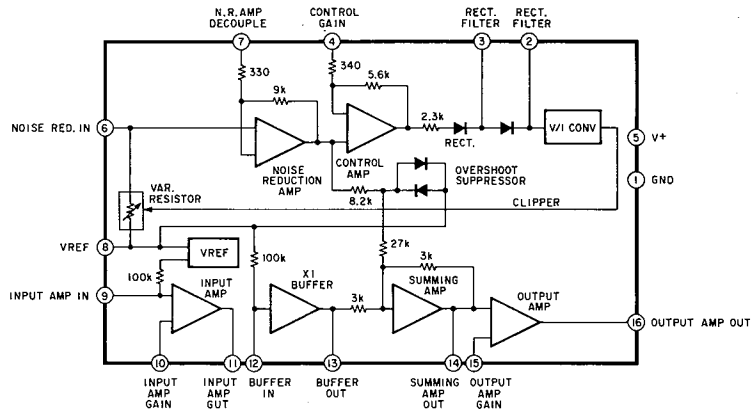 N.R. AMP
DECOUPLE
CONTROL
GAIN
RECT.
FILTER
RECT.
FILTER
7
4
3
2
330
340
9k
5.6k
2.3k
RECT.
V/I CONV
NOISE RED. IN
6
5
V+
NOISE
REDUCTION
AMP
CONTROL
AMP
OVERSHOOT
SUPPRESSOR
1
GND
VAR.
RESISTOR
8.2k
CLIPPER
VREF
8
VREF
100k
27k
100k
INPUT
AMP
X1
BUFFER
3k
SUMMING
AMP
OUTPUT
AMP
INPUT AMP IN
9
3k
16
OUTPUT AMP OUT
10
11
12
13
14
15
INPUT
AMP
GAIN
INPUT
AMP
GUT
BUFFER
IN
BUFFER
OUT
SUMMING
AMP
OUT
OUTPUT
AMP
GAIN